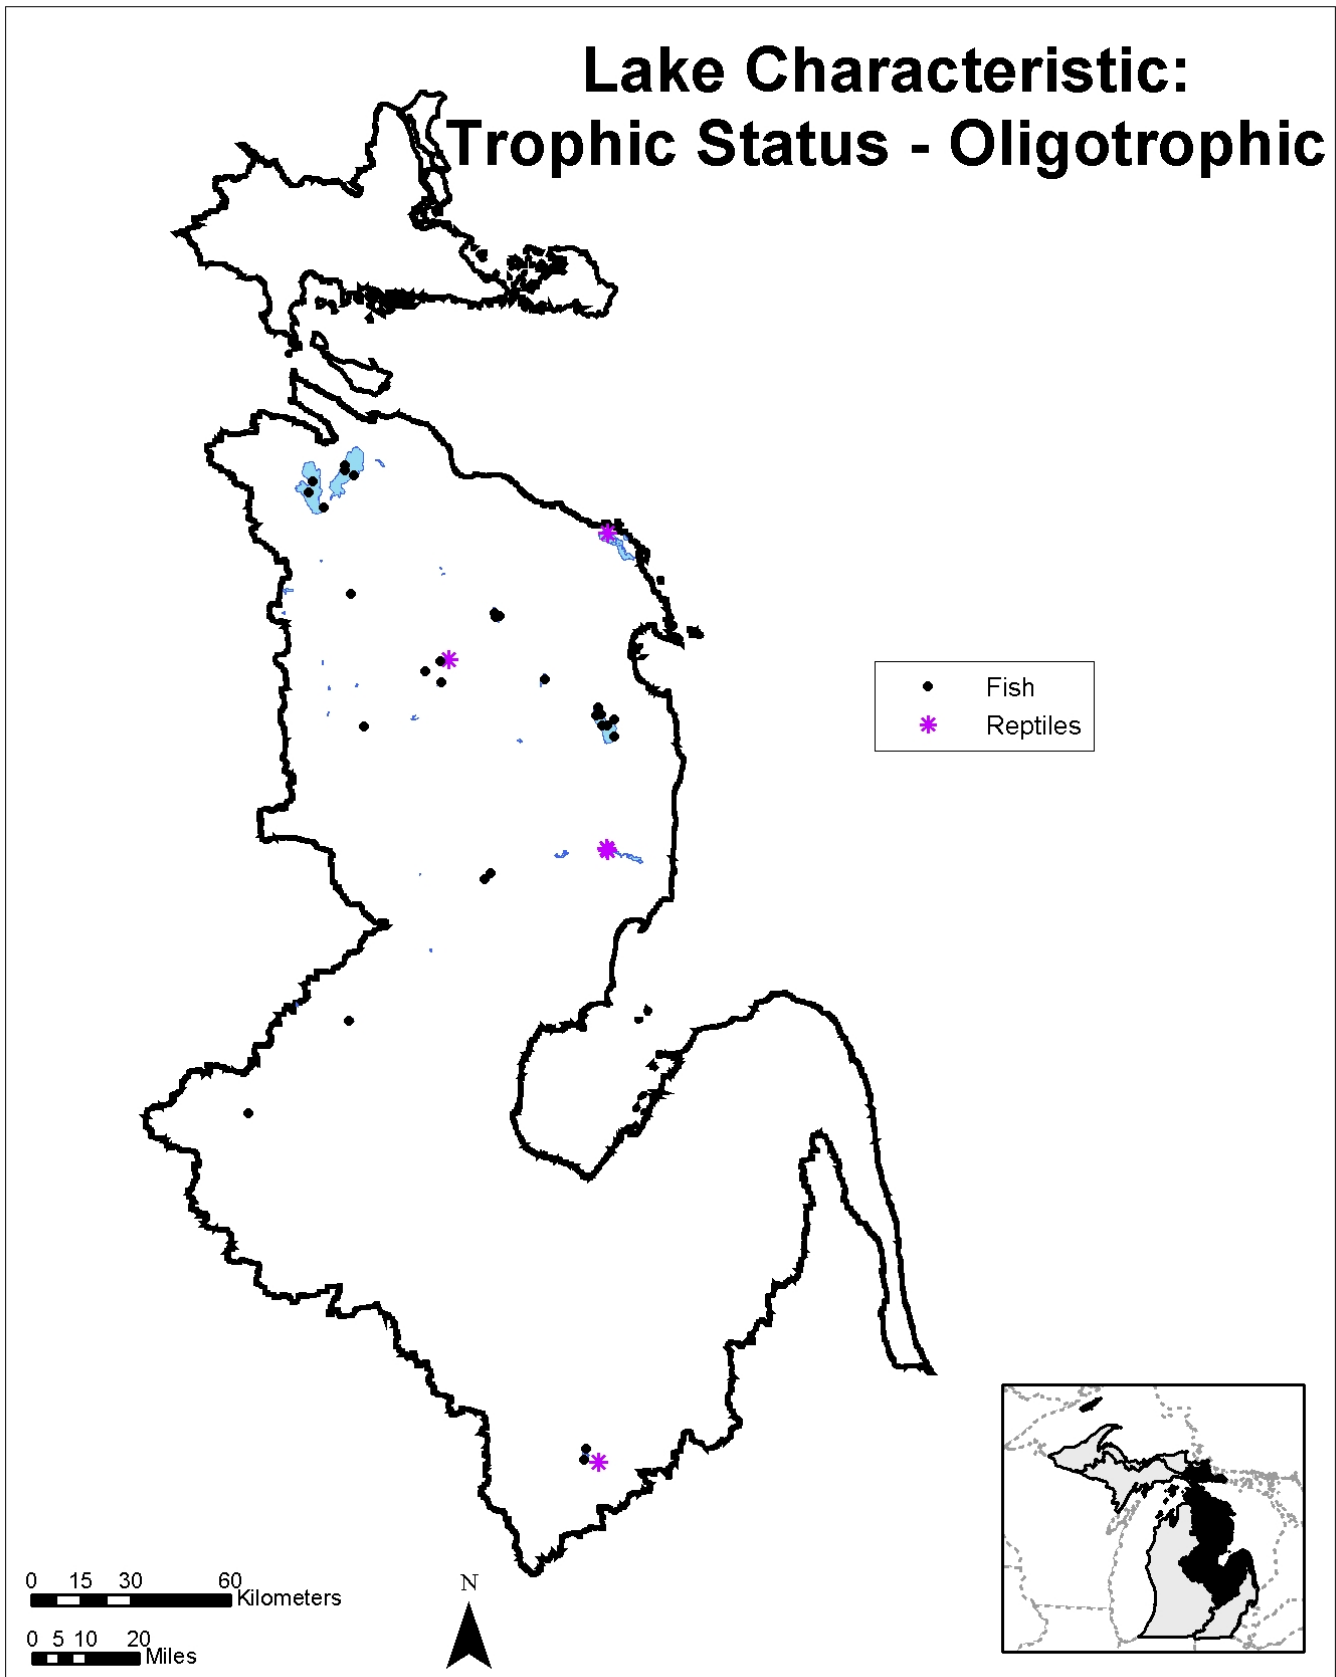 Lake Characteristic:
Trophic Status - Oligotrophic
Fish
Reptiles
0 15 30 60
Kilometers
0 5 10 20
Miles
N